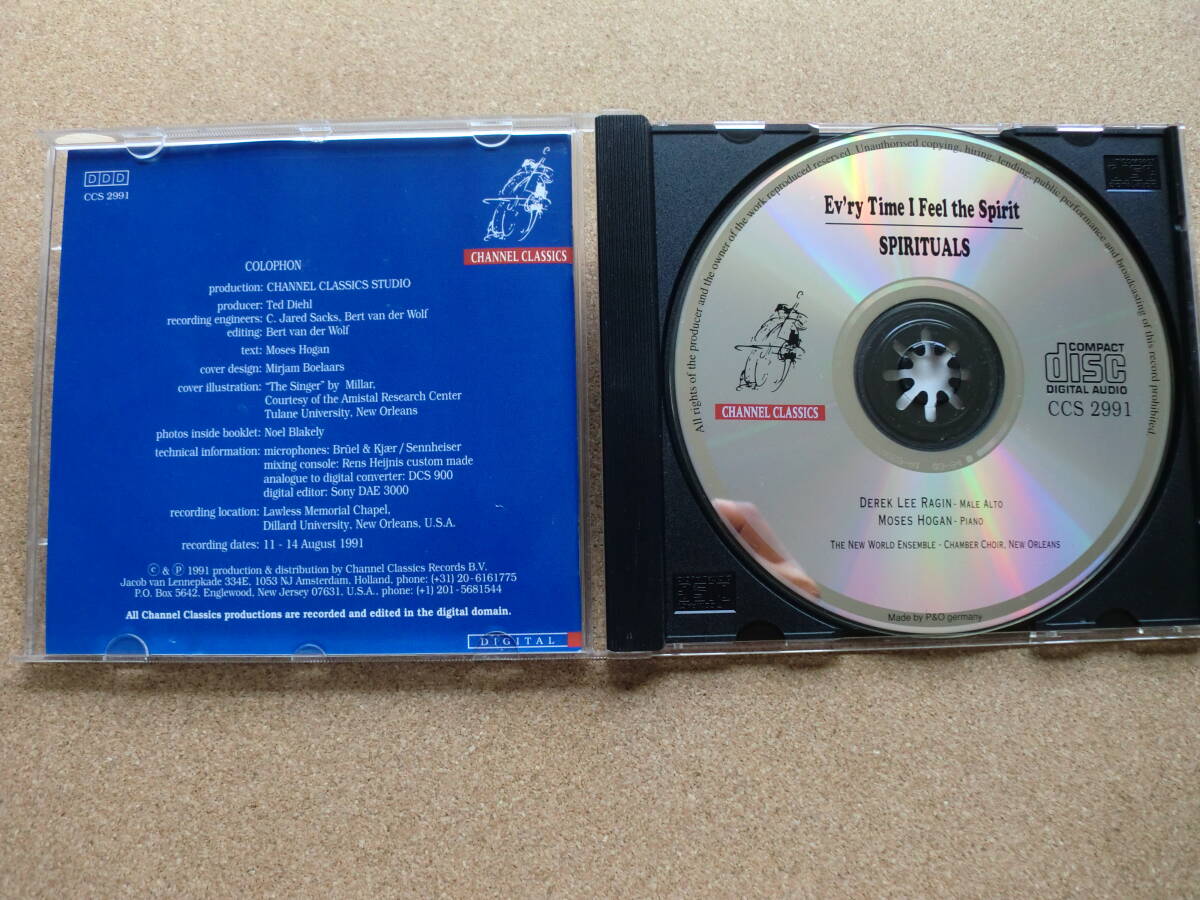 DDD
CCS 2991
CHANNEL CLASSICS
COLOPHON
production: CHANNEL CLASSICS STUDIO
producer: Ted Diehl
recording engineers: C. Jared Sacks, Bert van der Wolf
editing: Bert van der Wolf
text: Moses Hogan
cover design: Mirjam Boelaars
cover illustration: "The Singer" by Millar,
Courtesy of the Amistal Research Center
Tulane University, New Orleans
photos inside booklet: Noel Blakely
technical information: microphones: Brüel & Kjær / Sennheiser
mixing console: Rens Heijnis custom made
analogue to digital converter: DCS 900
digital editor: Sony DAE 3000
recording location: Lawless Memorial Chapel,
Dillard University, New Orleans, U.S.A.
recording dates: 11 - 14 August 1991
© & ℗ 1991 production & distribution by Channel Classics Records B.V.
Jacob van Lennepkade 334E, 1053 NJ Amsterdam. Holland, phone: (+31) 20-6161775
P.O. Box 5642, Englewood, New Jersey 07631. U.S.A., phone: (+1) 201-5681544
All Channel Classics productions are recorded and edited in the digital domain.
DIGITAL
All rights of the producer and the owner of the work reproduced reserved. Unauthorised copying, hiring, lending, public performance and broadcasting of this record prohibited.
Ev'ry Time I Feel the Spirit
SPIRITUALS
CHANNEL CLASSICS
COMPACT
disc
DIGITAL AUDIO
CCS 2991
DEREK LEE RAGIN - MALE ALTO
MOSES HOGAN - PIANO
THE NEW WORLD ENSEMBLE - CHAMBER CHOIR, NEW ORLEANS
Made by P&O germany